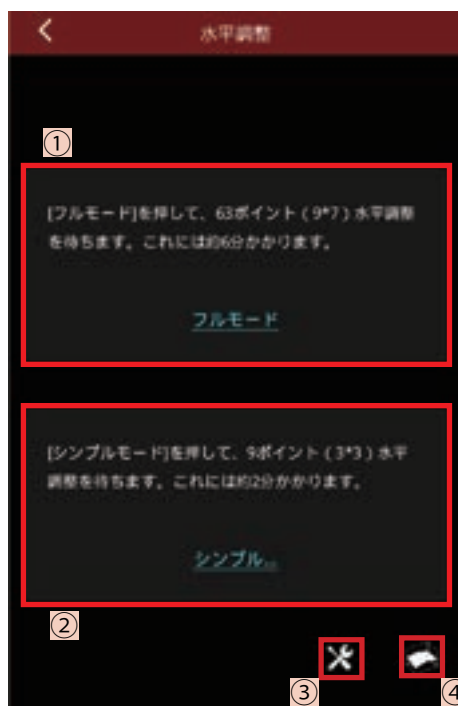 水平調整
①
[フルモード]を押して、63ポイント(9*7)水平調整
を待ちます。これには約6分かかります。
フルモード
[シンプルモード]を押して、9ポイント(3*3)水平
調整を待ちます。これには約2分かかります。
シンプル...
②
③
④